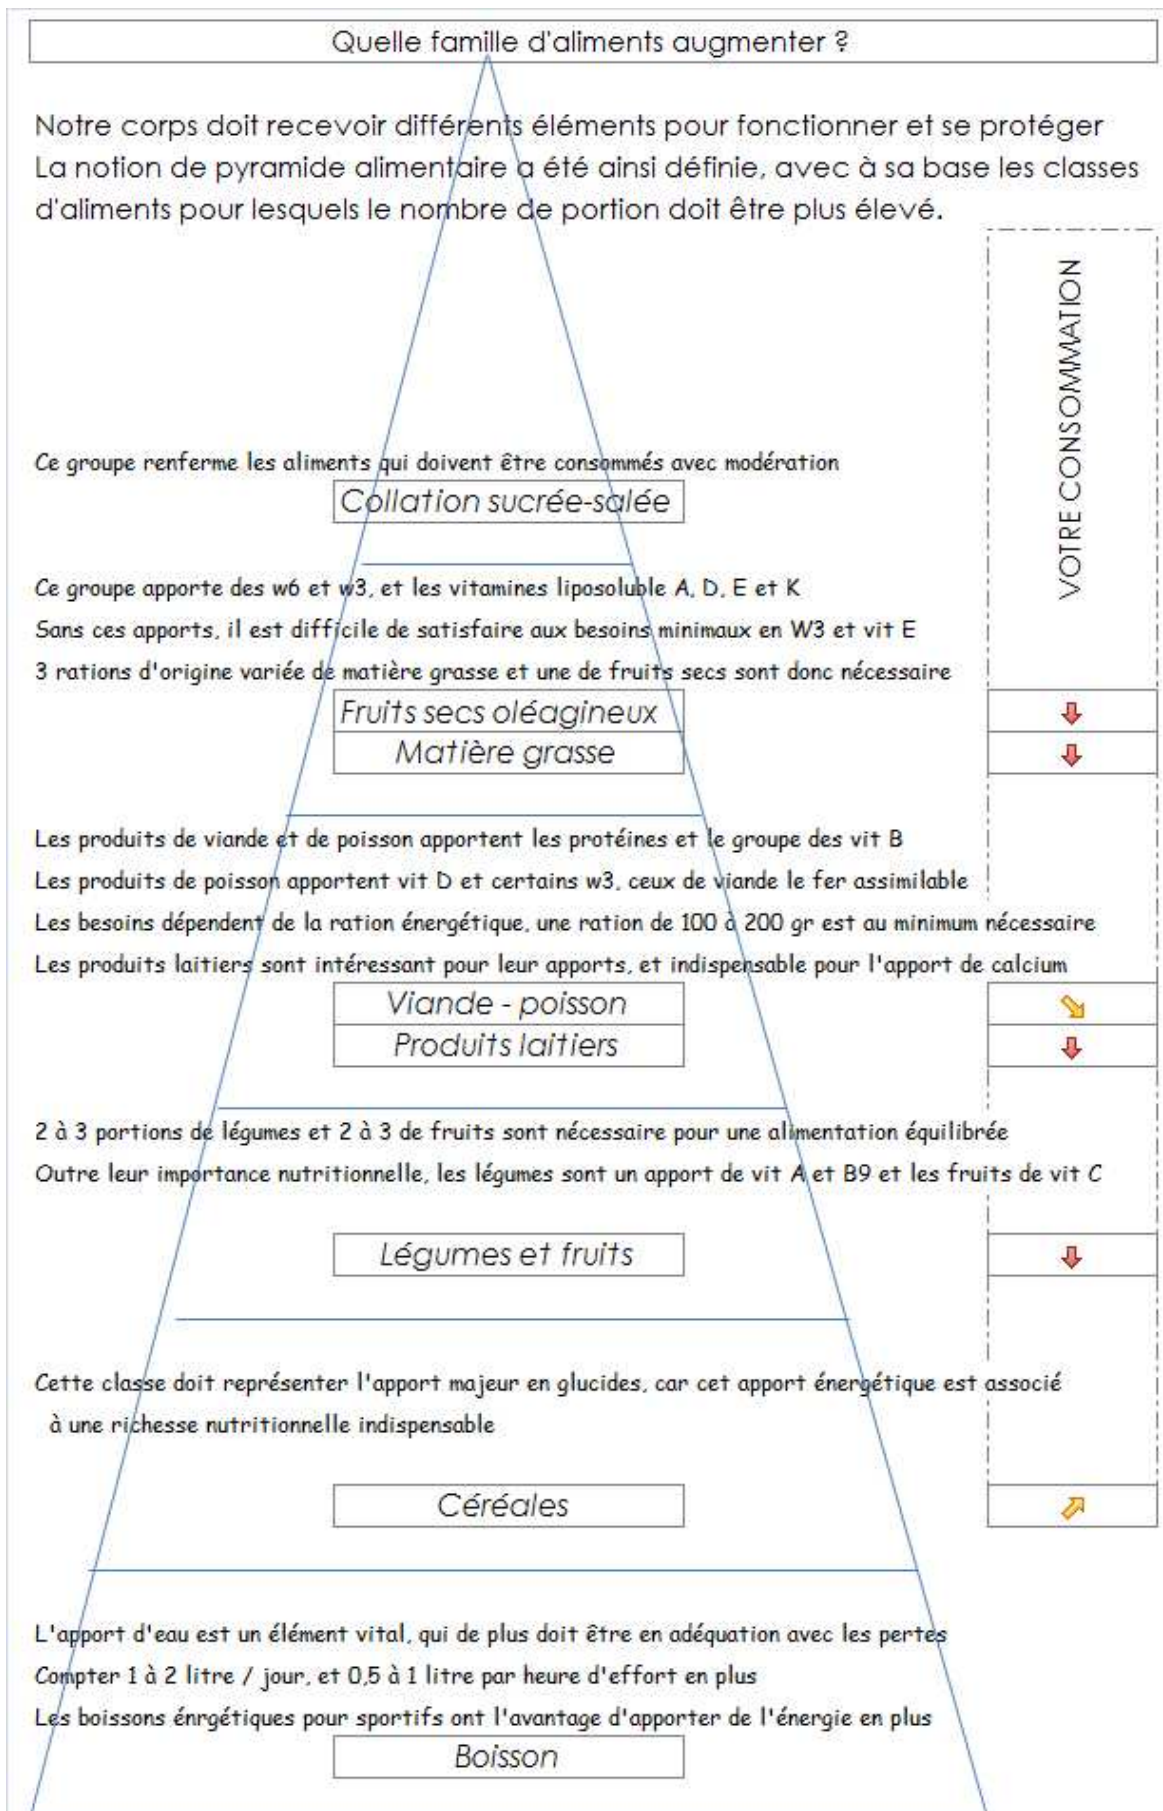 Quelle famille d'aliments augmenter ?
Notre corps doit recevoir différents éléments pour fonctionner et se protéger
La notion de pyramide alimentaire a été ainsi définie, avec à sa base les classes
d'aliments pour lesquels le nombre de portion doit être plus élevé.
VOTRE CONSOMMATION
Ce groupe renferme les aliments qui doivent être consommés avec modération
Collation sucrée-salée
Ce groupe apporte des w6 et w3, et les vitamines liposoluble A, D, E et K
Sans ces apports, il est difficile de satisfaire aux besoins minimaux en W3 et vit E
3 rations d'origine variée de matière grasse et une de fruits secs sont donc nécessaire
Fruits secs oléagineux
Matière grasse
Les produits de viande et de poisson apportent les protéines et le groupe des vit B
Les produits de poisson apportent vit D et certains w3, ceux de viande le fer assimilable
Les besoins dépendent de la ration énergétique, une ration de 100 à 200 gr est au minimum nécessaire
Les produits laitiers sont intéressant pour leur apports, et indispensable pour l'apport de calcium
Viande - poisson
Produits laitiers
2 à 3 portions de légumes et 2 à 3 de fruits sont nécessaire pour une alimentation équilibrée
Outre leur importance nutritionnelle, les légumes sont un apport de vit A et B9 et les fruits de vit C
Légumes et fruits
Cette classe doit représenter l'apport majeur en glucides, car cet apport énergétique est associé
à une richesse nutritionnelle indispensable
Céréales
L'apport d'eau est un élément vital, qui de plus doit être en adéquation avec les pertes
Compter 1 à 2 litre / jour, et 0,5 à 1 litre par heure d'effort en plus
Les boissons énrgétiques pour sportifs ont l'avantage d'apporter de l'énergie en plus
Boisson